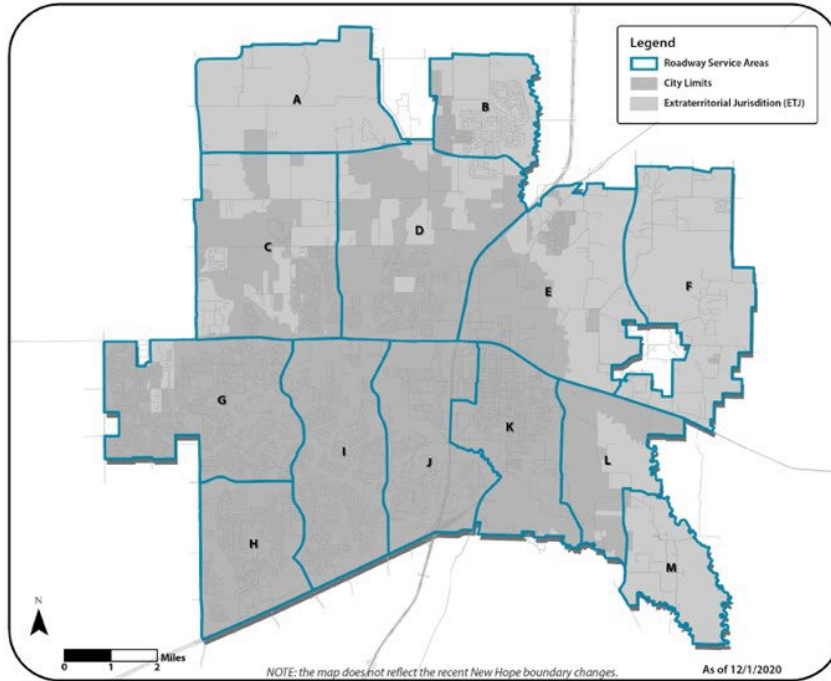 Legend
Roadway Service Areas
City Limits
Extraterritorial Jurisdition (ETJ)
A
B
C
D
E
F
G
H
I
J
K
L
M
N
0 1 2 Miles
NOTE: the map does not reflect the recent New Hope boundary changes.
As of 12/1/2020